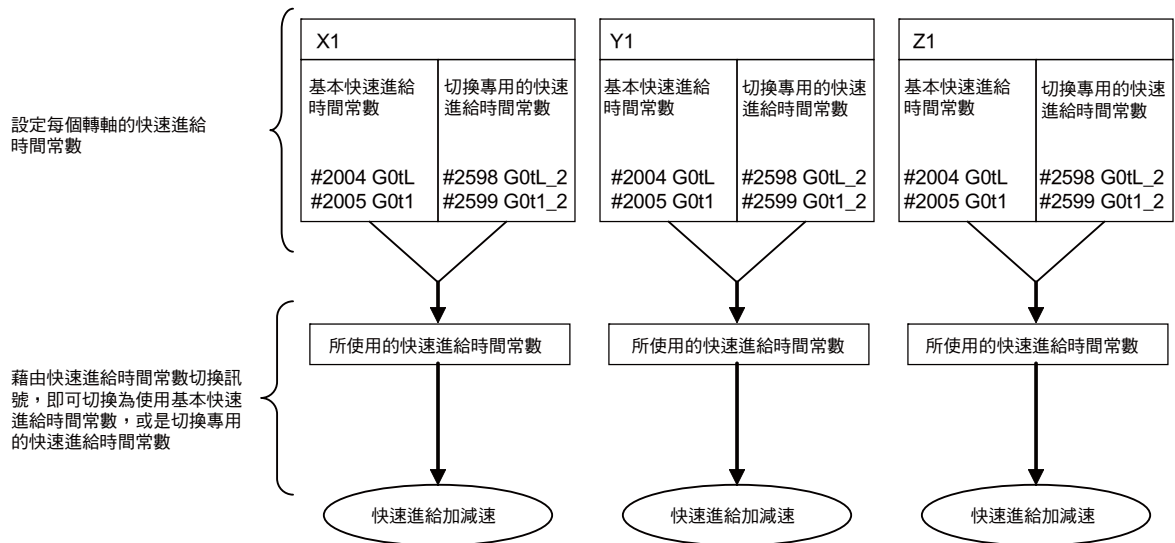 設定每個轉軸的快速進給
時間常數
X1
基本快速進給
時間常數
#2004 G0tL
#2005 G0t1
切換專用的快速
進給時間常數
#2598 G0tL_2
#2599 G0t1_2
Y1
基本快速進給
時間常數
#2004 G0tL
#2005 G0t1
切換專用的快速
進給時間常數
#2598 G0tL_2
#2599 G0t1_2
Z1
基本快速進給
時間常數
#2004 G0tL
#2005 G0t1
切換專用的快速
進給時間常數
#2598 G0tL_2
#2599 G0t1_2
藉由快速進給時間常數切換訊
號，即可切換為使用基本快速
進給時間常數，或是切換專用
的快速進給時間常數
所使用的快速進給時間常數
所使用的快速進給時間常數
所使用的快速進給時間常數
快速進給加減速
快速進給加減速
快速進給加減速